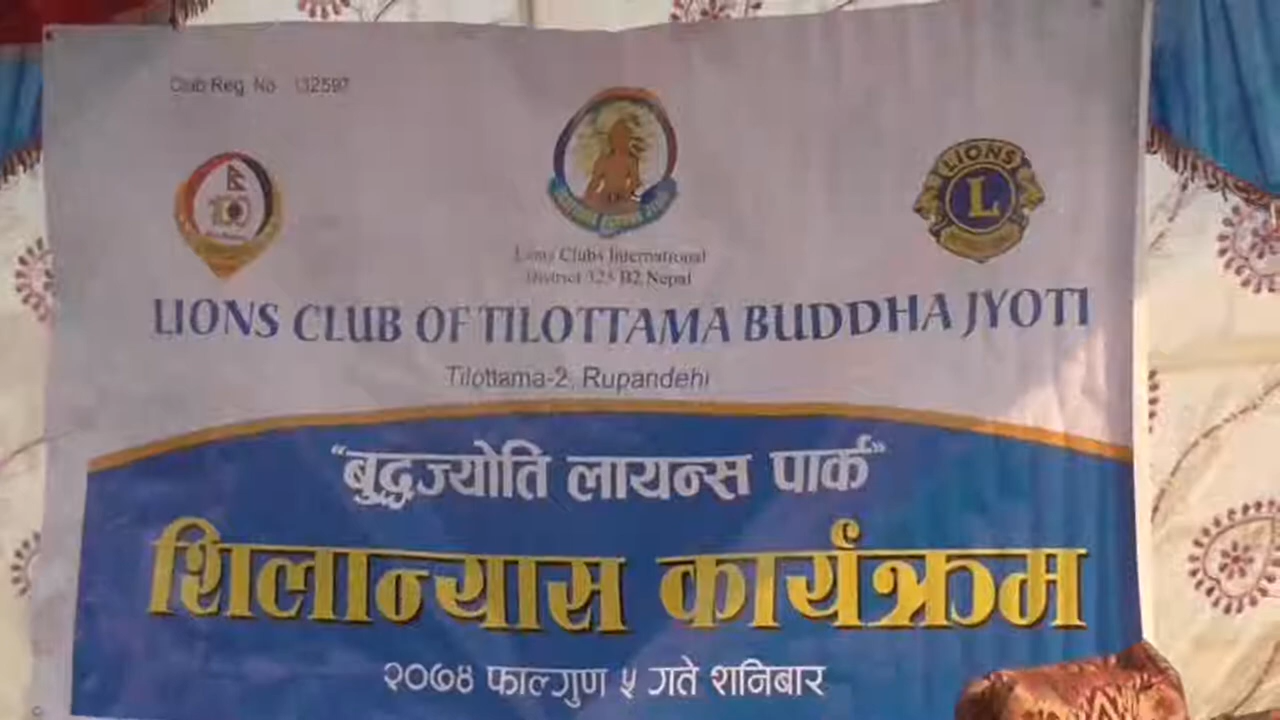 Club Reg. No. 132597
LIONS
L
Lions Clubs International
District 325 B2, Nepal
LIONS CLUB OF TILOTTAMA BUDDHA JYOTI
Tilottama-2, Rupandehi
"बुद्धज्योति लायन्स पार्क"
शिलान्यास कार्यक्रम
२०७४ फाल्गुण ५ गते शनिबार